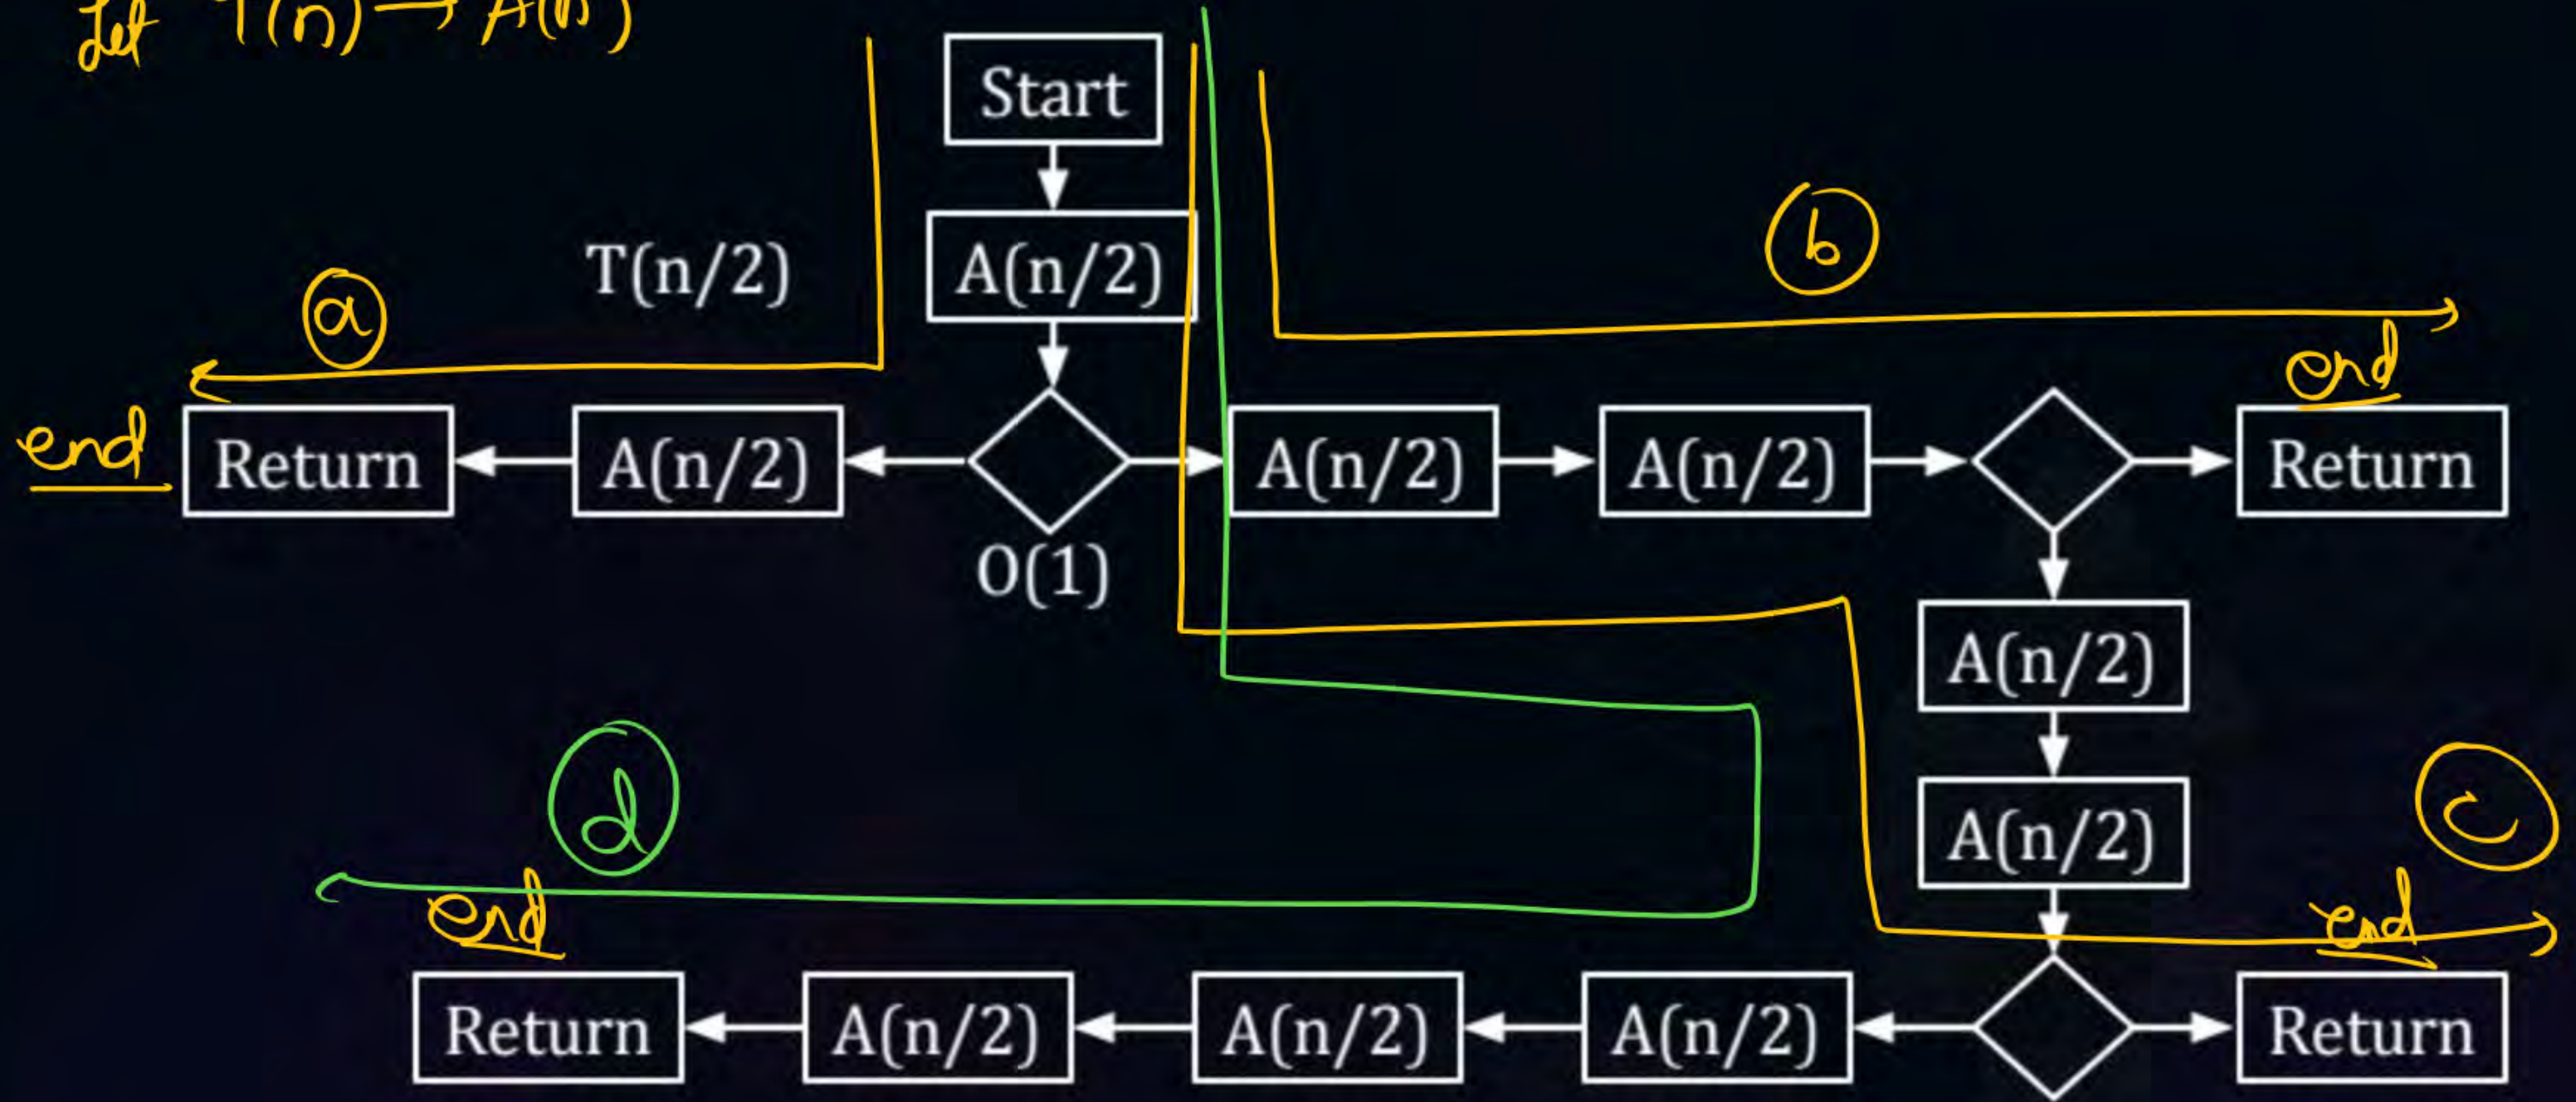 Let T(n) → A(n)
Start
A(n/2)
T(n/2)
a
b
end
end
Return
A(n/2)
A(n/2)
A(n/2)
Return
O(1)
A(n/2)
A(n/2)
d
c
end
end
Return
A(n/2)
A(n/2)
A(n/2)
Return